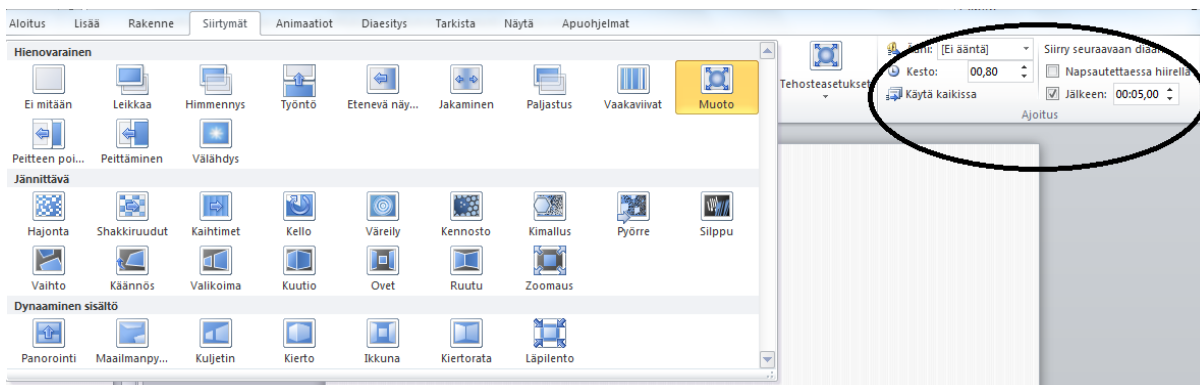 Aloitus Lisää Rakenne Siirtymät Animaatiot Diaesitys Tarkista Näytä Apuohjelmat
Hienovarainen
Ei mitään Leikkaa Himmennys Työntö Etenevä näy... Jakaminen Paljastus Vaakaviivat Muoto
Peitteen poi... Peittäminen Välähdys
Jännittävä
Hajonta Shakkiruudut Kaihtimet Kello Väreily Kennosto Kimallus Pyörre Silppu
Vaihto Käännös Valikoima Kuutio Ovet Ruutu Zoomaus
Dynaaminen sisältö
Panorointi Maailmanpy... Kuljetin Kierto Ikkuna Kiertorata Läpilento
Tehosteasetukset
Ääni: [Ei ääntä]
Kesto: 00,80
Käytä kaikissa
Siirry seuraavaan diaan
Napsautettaessa hiirellä
Jälkeen: 00:05,00
Ajoitus